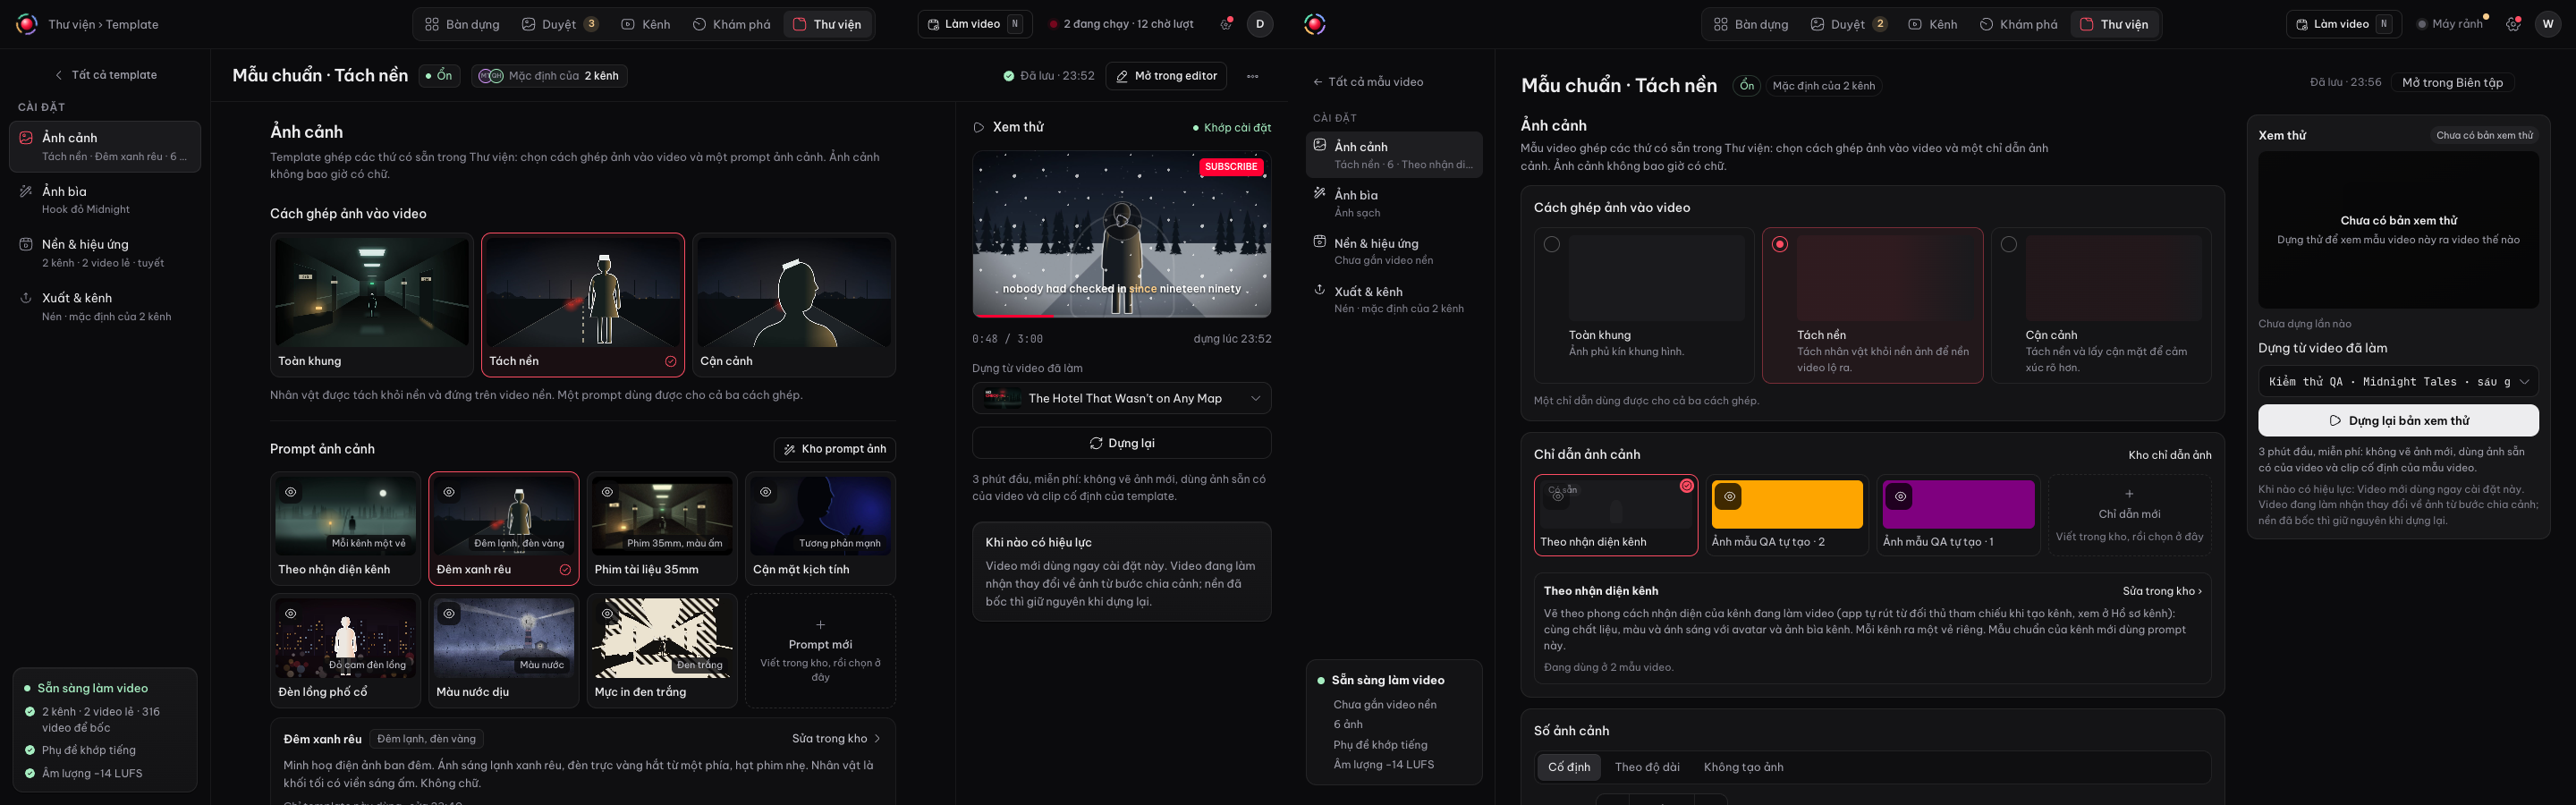 Thư viện › Template
Bàn dựng
Duyệt 3
Kênh
Khám phá
Thư viện
Làm video N
2 đang chạy · 12 chờ lượt
D
Tất cả template
CÀI ĐẶT
Ảnh cảnh
Tách nền · Đêm xanh rêu · 6 ...
Ảnh bìa
Hook đỏ Midnight
Nền & hiệu ứng
2 kênh · 2 video lẻ · tuyết
Xuất & kênh
Nén · mặc định của 2 kênh
Sẵn sàng làm video
2 kênh · 2 video lẻ · 316
video để bốc
Phụ đề khớp tiếng
Âm lượng -14 LUFS
Mẫu chuẩn · Tách nền
Ổn
Mặc định của 2 kênh
Đã lưu · 23:52
Mở trong editor
Ảnh cảnh
Template ghép các thứ có sẵn trong Thư viện: chọn cách ghép ảnh vào video và một prompt ảnh cảnh. Ảnh cảnh
không bao giờ có chữ.
Cách ghép ảnh vào video
Toàn khung
Tách nền
Cận cảnh
Nhân vật được tách khỏi nền và đứng trên video nền. Một prompt dùng được cho cả ba cách ghép.
Prompt ảnh cảnh
Kho prompt ảnh
Mỗi kênh một vẻ
Theo nhận diện kênh
Đêm lạnh, đèn vàng
Đêm xanh rêu
Phim 35mm, màu ấm
Phim tài liệu 35mm
Tương phản mạnh
Cận mặt kịch tính
Đỏ cam đèn lồng
Đèn lồng phố cổ
Màu nước
Màu nước dịu
Đen trắng
Mực in đen trắng
Prompt mới
Viết trong kho, rồi chọn ở
đây
Đêm xanh rêu
Đêm lạnh, đèn vàng
Sửa trong kho
Minh hoạ điện ảnh ban đêm. Ánh sáng lạnh xanh rêu, đèn trực vàng hắt từ một phía, hạt phim nhẹ. Nhân vật là
khối tối có viền sáng ấm. Không chữ.
Xem thử
Khớp cài đặt
SUBSCRIBE
nobody had checked in since nineteen ninety
0:48 / 3:00
dựng lúc 23:52
Dựng từ video đã làm
The Hotel That Wasn't on Any Map
Dựng lại
3 phút đầu, miễn phí: không vẽ ảnh mới, dùng ảnh sẵn có
của video và clip cố định của template.
Khi nào có hiệu lực
Video mới dùng ngay cài đặt này. Video đang làm
nhận thay đổi về ảnh từ bước chia cảnh; nền đã
bốc thì giữ nguyên khi dựng lại.
Bàn dựng
Duyệt 2
Kênh
Khám phá
Thư viện
Làm video N
Máy rảnh
W
← Tất cả mẫu video
CÀI ĐẶT
Ảnh cảnh
Tách nền · 6 · Theo nhận di...
Ảnh bìa
Ảnh sạch
Nền & hiệu ứng
Chưa gắn video nền
Xuất & kênh
Nén · mặc định của 2 kênh
Sẵn sàng làm video
Chưa gắn video nền
6 ảnh
Phụ đề khớp tiếng
Âm lượng -14 LUFS
Mẫu chuẩn · Tách nền
Ổn
Mặc định của 2 kênh
Đã lưu · 23:56
Mở trong Biên tập
Ảnh cảnh
Mẫu video ghép các thứ có sẵn trong Thư viện: chọn cách ghép ảnh vào video và một chỉ dẫn ảnh
cảnh. Ảnh cảnh không bao giờ có chữ.
Cách ghép ảnh vào video
Toàn khung
Ảnh phủ kín khung hình.
Tách nền
Tách nhân vật khỏi nền ảnh để nền
video lộ ra.
Cận cảnh
Tách nền và lấy cận mặt để cảm
xúc rõ hơn.
Một chỉ dẫn dùng được cho cả ba cách ghép.
Chỉ dẫn ảnh cảnh
Kho chỉ dẫn ảnh
Có sẵn
Theo nhận diện kênh
Ảnh mẫu QA tự tạo · 2
Ảnh mẫu QA tự tạo · 1
Chỉ dẫn mới
Viết trong kho, rồi chọn ở đây
Theo nhận diện kênh
Sửa trong kho ›
Vẽ theo phong cách nhận diện của kênh đang làm video (app tự rút từ đối thủ tham chiếu khi tạo kênh, xem ở Hồ sơ kênh):
cùng chất liệu, màu và ánh sáng với avatar và ảnh bìa kênh. Mỗi kênh ra một vẻ riêng. Mẫu chuẩn của kênh mới dùng prompt
này.
Đang dùng ở 2 mẫu video.
Số ảnh cảnh
Cố định
Theo độ dài
Không tạo ảnh
Xem thử
Chưa có bản xem thử
Chưa có bản xem thử
Dựng thử để xem mẫu video này ra video thế nào
Chưa dựng lần nào
Dựng từ video đã làm
Kiểm thử QA · Midnight Tales · sáu g
Dựng lại bản xem thử
3 phút đầu, miễn phí: không vẽ ảnh mới, dùng ảnh sẵn
có của video và clip cố định của mẫu video.
Khi nào có hiệu lực: Video mới dùng ngay cài đặt này.
Video đang làm nhận thay đổi về ảnh từ bước chia cảnh;
nền đã bốc thì giữ nguyên khi dựng lại.